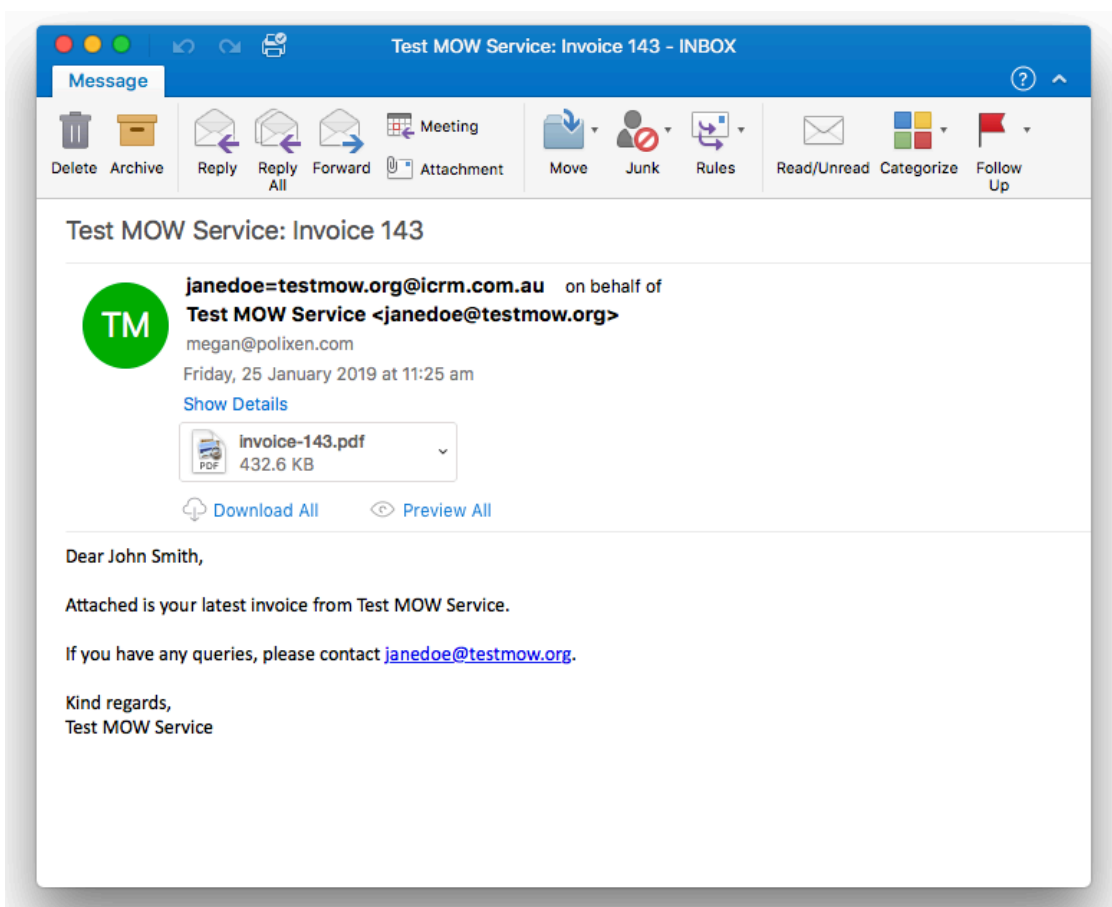 Test MOW Service: Invoice 143 - INBOX
Message
?
Delete
Archive
Reply
Reply All
Forward
Meeting
Attachment
Move
Junk
Rules
Read/Unread
Categorize
Follow Up
Test MOW Service: Invoice 143
TM
janedoe=testmow.org@icrm.com.au on behalf of
Test MOW Service <janedoe@testmow.org>
megan@polixen.com
Friday, 25 January 2019 at 11:25 am
Show Details
PDF
invoice-143.pdf
432.6 KB
Download All
Preview All
Dear John Smith,
Attached is your latest invoice from Test MOW Service.
If you have any queries, please contact janedoe@testmow.org.
Kind regards,
Test MOW Service